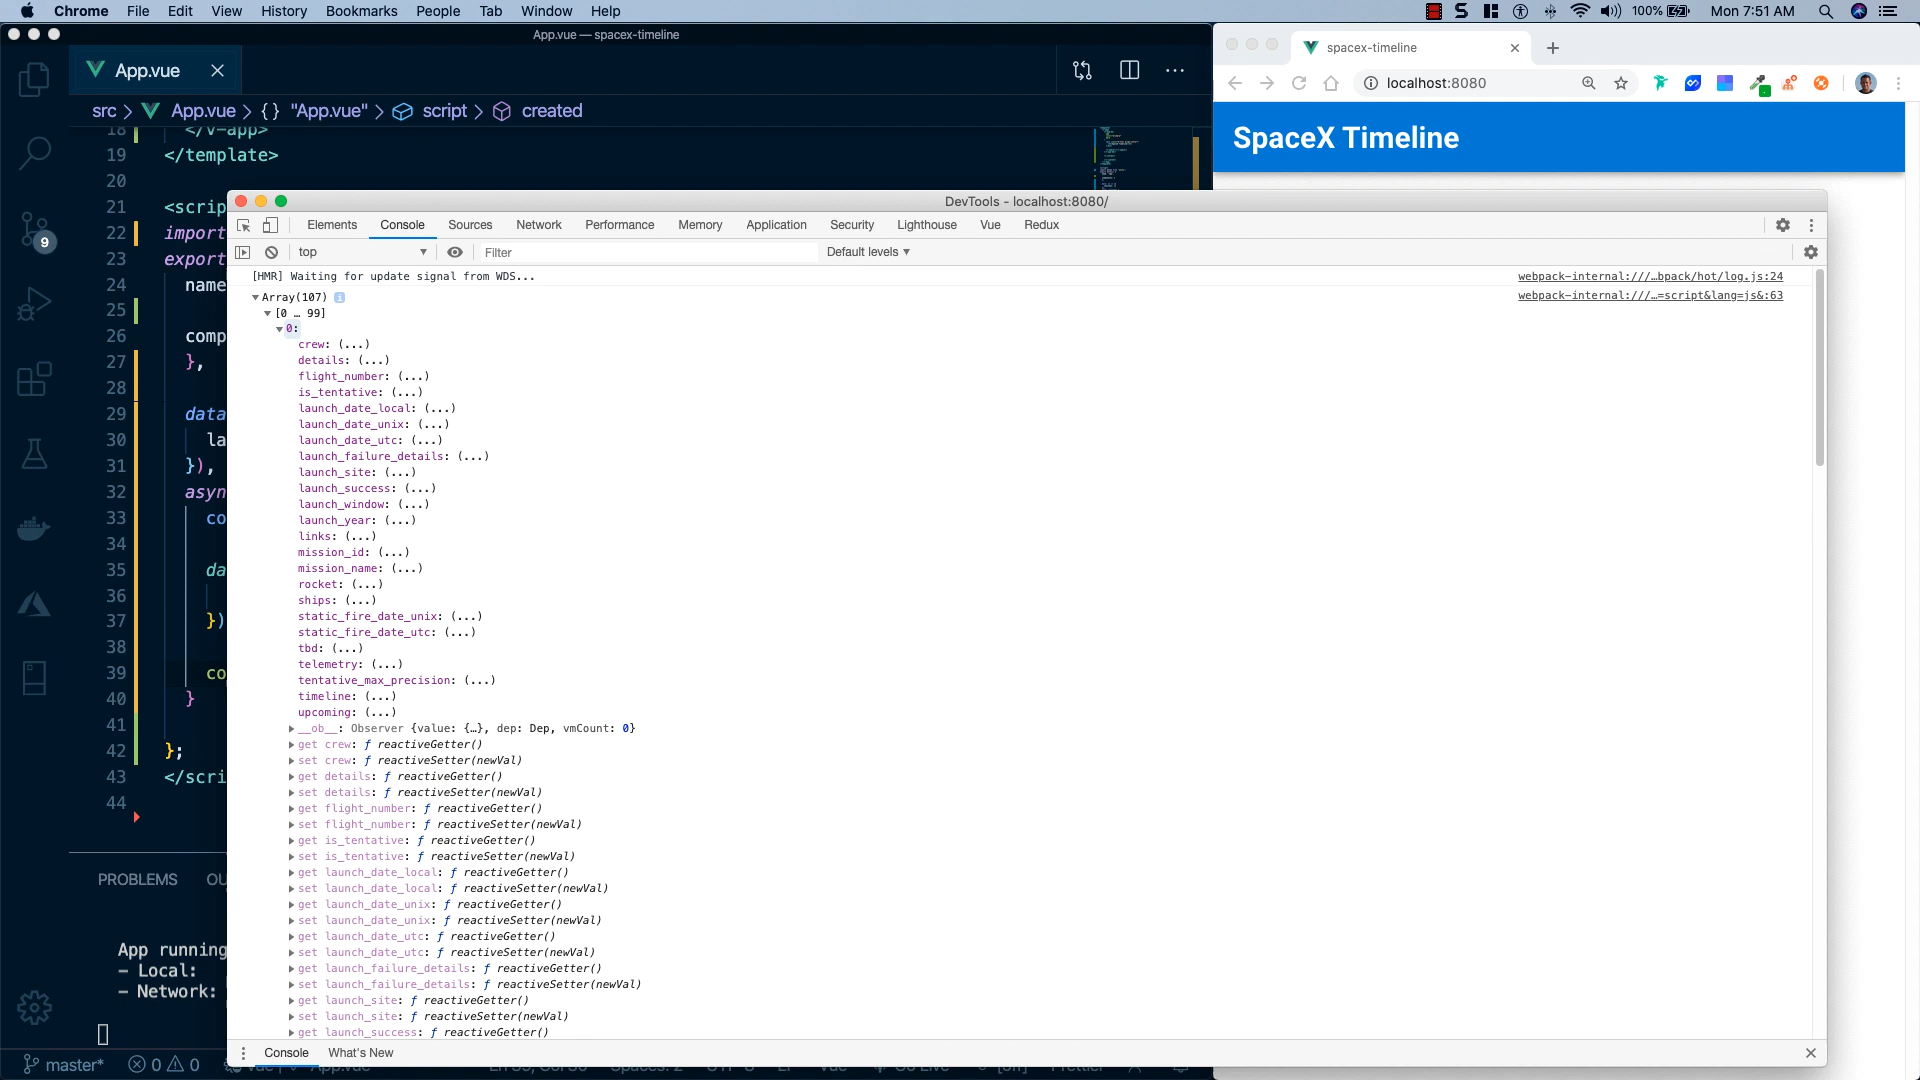 Chrome File Edit View History Bookmarks People Tab Window Help
100% Mon 7:51 AM
App.vue — spacex-timeline
App.vue
src > App.vue > {} "App.vue" > script > created
18 </v-app>
19 </template>
20
21 <scrip
22 import
23 export
24 name
25
26 comp
27 },
28
29 data
30 la
31 }),
32 asyn
33 co
34
35 da
36
37 })
38
39 co
40 }
41
42 };
43 </scri
44
9
PROBLEMS OU
App running
- Local:
- Network:
master* 0 0
spacex-timeline
localhost:8080
SpaceX Timeline
DevTools - localhost:8080/
Elements Console Sources Network Performance Memory Application Security Lighthouse Vue Redux
top Filter Default levels ▼
[HMR] Waiting for update signal from WDS... webpack-internal:///…bpack/hot/log.js:24
▼Array(107) i webpack-internal:///…=script&lang=js&:63
▼[0 … 99]
▼0:
crew: (...)
details: (...)
flight_number: (...)
is_tentative: (...)
launch_date_local: (...)
launch_date_unix: (...)
launch_date_utc: (...)
launch_failure_details: (...)
launch_site: (...)
launch_success: (...)
launch_window: (...)
launch_year: (...)
links: (...)
mission_id: (...)
mission_name: (...)
rocket: (...)
ships: (...)
static_fire_date_unix: (...)
static_fire_date_utc: (...)
tbd: (...)
telemetry: (...)
tentative_max_precision: (...)
timeline: (...)
upcoming: (...)
▶__ob__: Observer {value: {…}, dep: Dep, vmCount: 0}
▶get crew: ƒ reactiveGetter()
▶set crew: ƒ reactiveSetter(newVal)
▶get details: ƒ reactiveGetter()
▶set details: ƒ reactiveSetter(newVal)
▶get flight_number: ƒ reactiveGetter()
▶set flight_number: ƒ reactiveSetter(newVal)
▶get is_tentative: ƒ reactiveGetter()
▶set is_tentative: ƒ reactiveSetter(newVal)
▶get launch_date_local: ƒ reactiveGetter()
▶set launch_date_local: ƒ reactiveSetter(newVal)
▶get launch_date_unix: ƒ reactiveGetter()
▶set launch_date_unix: ƒ reactiveSetter(newVal)
▶get launch_date_utc: ƒ reactiveGetter()
▶set launch_date_utc: ƒ reactiveSetter(newVal)
▶get launch_failure_details: ƒ reactiveGetter()
▶set launch_failure_details: ƒ reactiveSetter(newVal)
▶get launch_site: ƒ reactiveGetter()
▶set launch_site: ƒ reactiveSetter(newVal)
▶get launch_success: ƒ reactiveGetter()
Console What's New